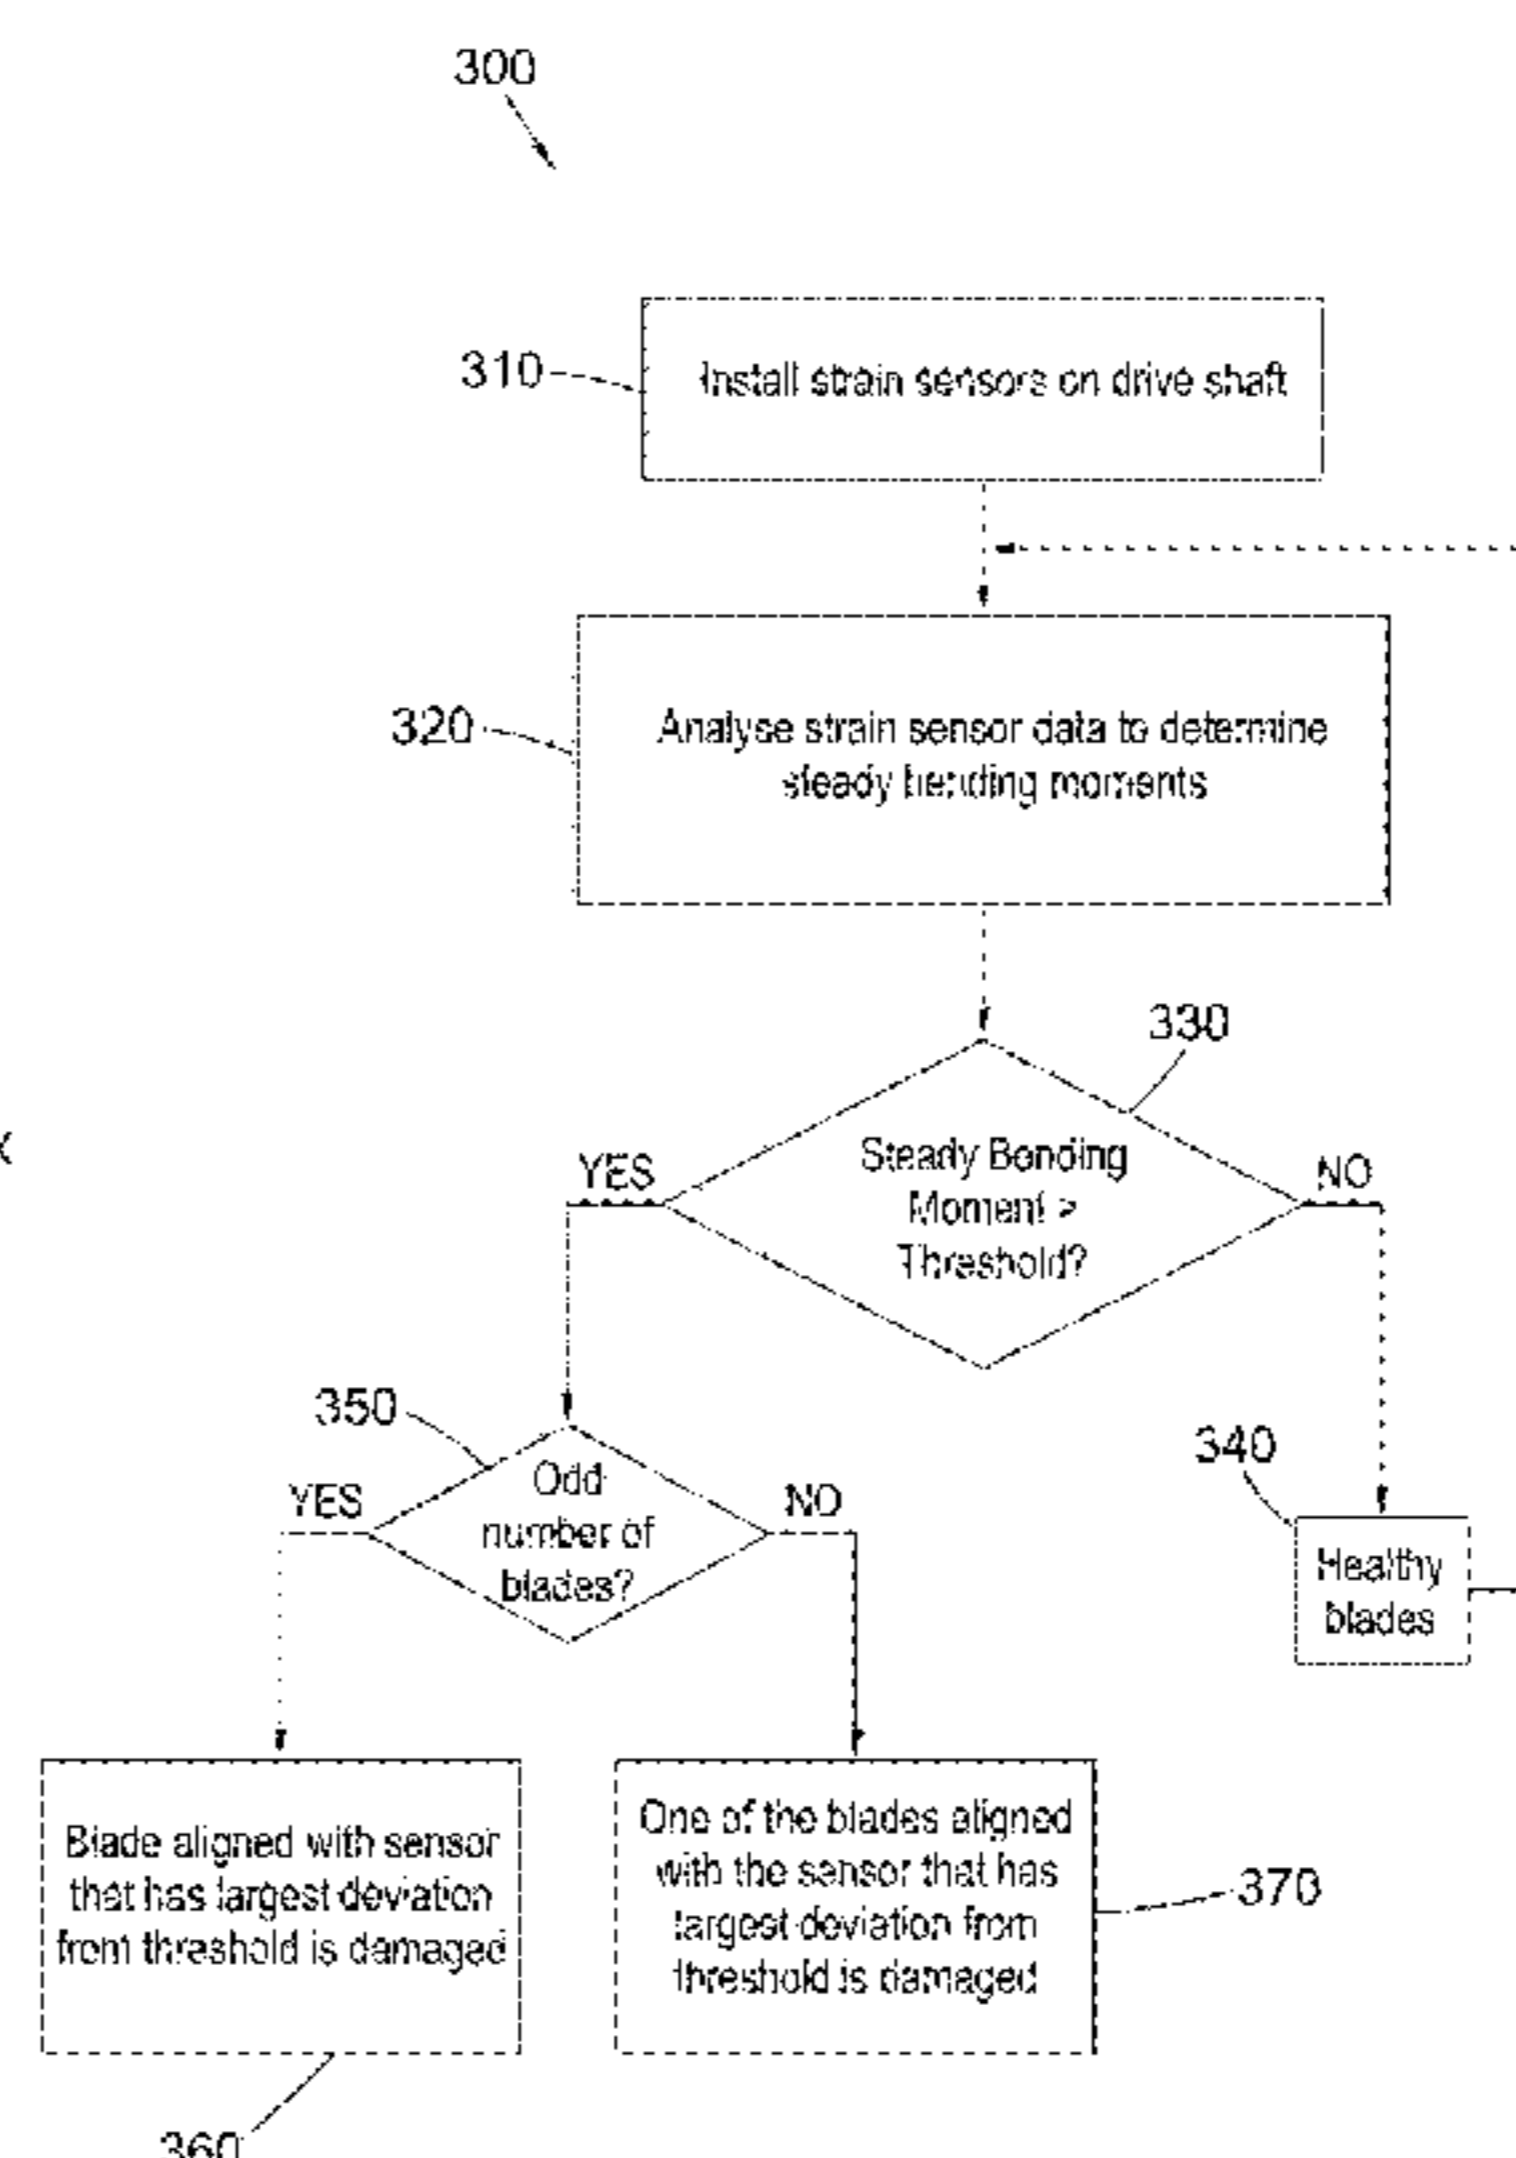 300
310
Install strain sensors on drive shaft
320
Analyse strain sensor data to determine
steady bending moments
330
Steady Bending
Moment >
Threshold?
YES
NO
350
Odd
number of
blades?
YES
NO
340
Healthy
blades
Blade aligned with sensor
that has largest deviation
from threshold is damaged
One of the blades aligned
with the sensor that has
largest deviation from
threshold is damaged
370
360